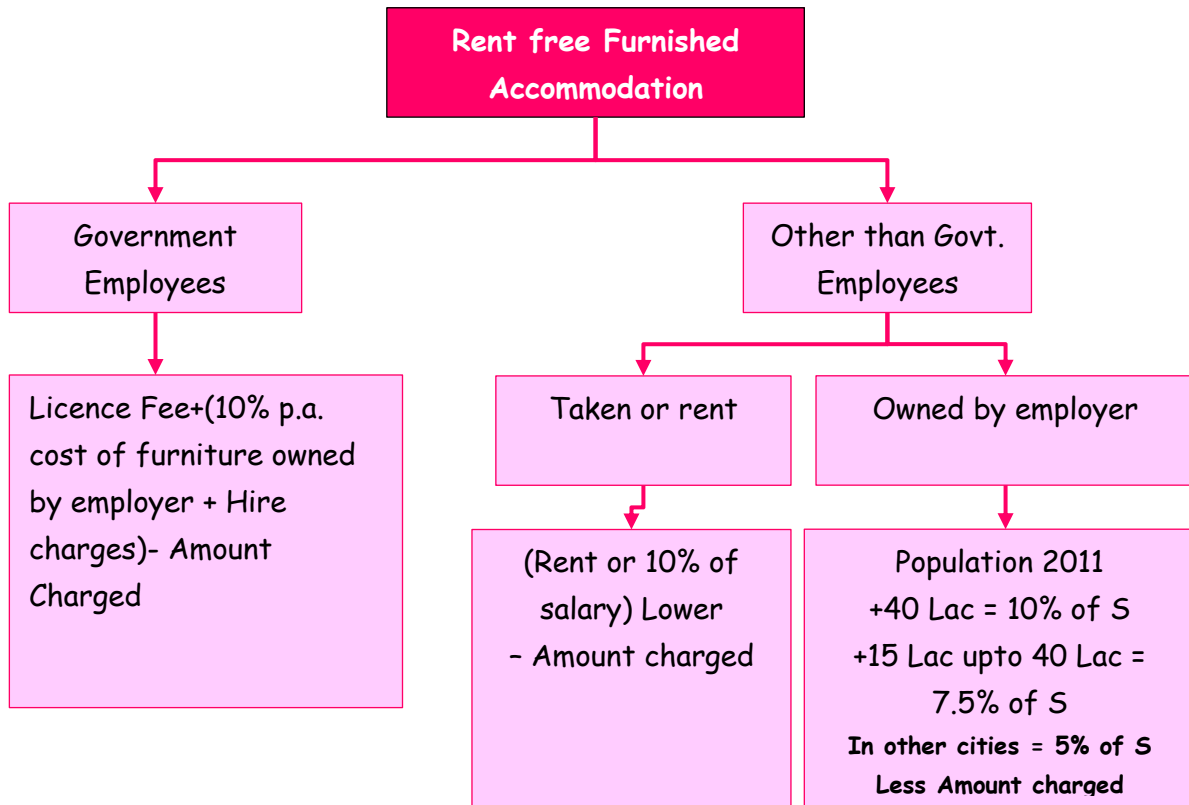 Rent free Furnished
Accommodation
Government
Employees
Other than Govt.
Employees
Licence Fee+(10% p.a.
cost of furniture owned
by employer + Hire
charges)- Amount
Charged
Taken or rent
Owned by employer
(Rent or 10% of
salary) Lower
– Amount charged
Population 2011
+40 Lac = 10% of S
+15 Lac upto 40 Lac =
7.5% of S
In other cities = 5% of S
Less Amount charged